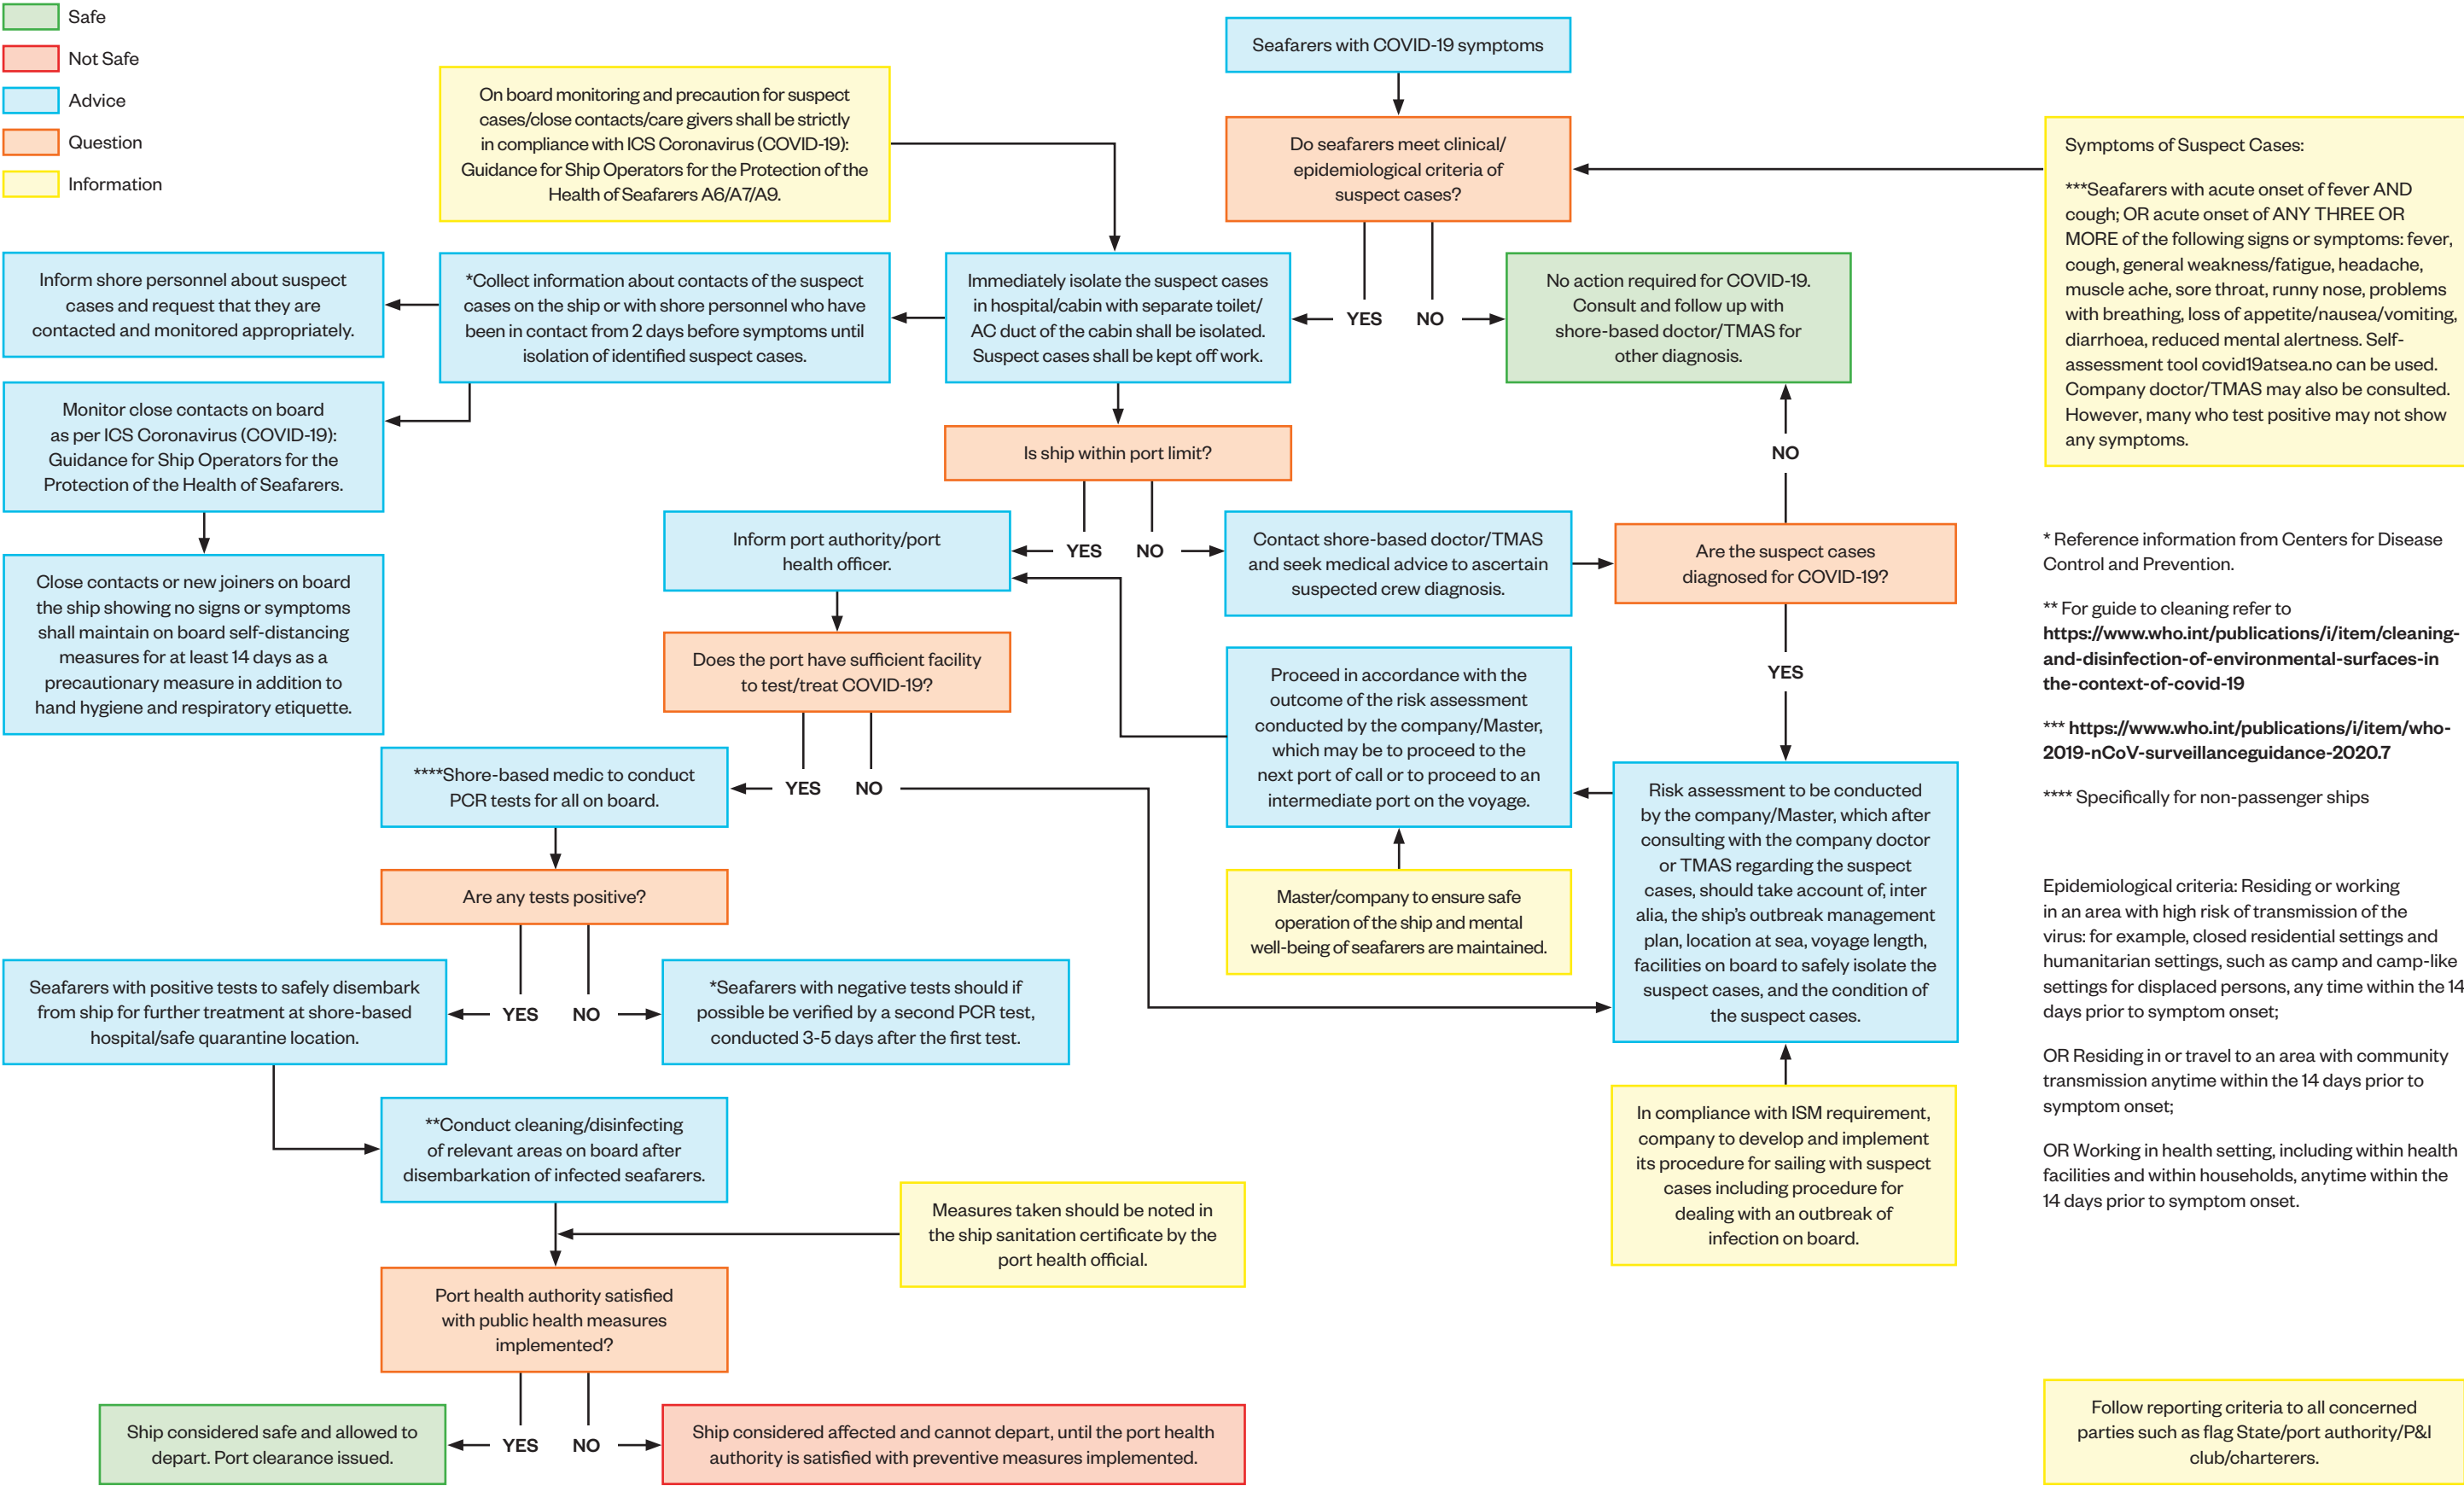 Safe
Not Safe
Advice
Question
Information
Seafarers with COVID-19 symptoms
On board monitoring and precaution for suspect
cases/close contacts/care givers shall be strictly
in compliance with ICS Coronavirus (COVID-19):
Guidance for Ship Operators for the Protection of the
Health of Seafarers A6/A7/A9.
Do seafarers meet clinical/
epidemiological criteria of
suspect cases?
Symptoms of Suspect Cases:
***Seafarers with acute onset of fever AND
cough; OR acute onset of ANY THREE OR
MORE of the following signs or symptoms: fever,
cough, general weakness/fatigue, headache,
muscle ache, sore throat, runny nose, problems
with breathing, loss of appetite/nausea/vomiting,
diarrhoea, reduced mental alertness. Self-
assessment tool covid19atsea.no can be used.
Company doctor/TMAS may also be consulted.
However, many who test positive may not show
any symptoms.
Inform shore personnel about suspect
cases and request that they are
contacted and monitored appropriately.
*Collect information about contacts of the suspect
cases on the ship or with shore personnel who have
been in contact from 2 days before symptoms until
isolation of identified suspect cases.
Immediately isolate the suspect cases
in hospital/cabin with separate toilet/
AC duct of the cabin shall be isolated.
Suspect cases shall be kept off work.
YES
NO
No action required for COVID-19.
Consult and follow up with
shore-based doctor/TMAS for
other diagnosis.
Monitor close contacts on board
as per ICS Coronavirus (COVID-19):
Guidance for Ship Operators for the
Protection of the Health of Seafarers.
Is ship within port limit?
NO
Inform port authority/port
health officer.
YES
NO
Contact shore-based doctor/TMAS
and seek medical advice to ascertain
suspected crew diagnosis.
Are the suspect cases
diagnosed for COVID-19?
* Reference information from Centers for Disease
Control and Prevention.
Close contacts or new joiners on board
the ship showing no signs or symptoms
shall maintain on board self-distancing
measures for at least 14 days as a
precautionary measure in addition to
hand hygiene and respiratory etiquette.
** For guide to cleaning refer to
https://www.who.int/publications/i/item/cleaning-
and-disinfection-of-environmental-surfaces-in
the-context-of-covid-19
Does the port have sufficient facility
to test/treat COVID-19?
YES
Proceed in accordance with the
outcome of the risk assessment
conducted by the company/Master,
which may be to proceed to the
next port of call or to proceed to an
intermediate port on the voyage.
*** https://www.who.int/publications/i/item/who-
2019-nCoV-surveillanceguidance-2020.7
****Shore-based medic to conduct
PCR tests for all on board.
YES
NO
**** Specifically for non-passenger ships
Risk assessment to be conducted
by the company/Master, which after
consulting with the company doctor
or TMAS regarding the suspect
cases, should take account of, inter
alia, the ship's outbreak management
plan, location at sea, voyage length,
facilities on board to safely isolate the
suspect cases, and the condition of
the suspect cases.
Are any tests positive?
Master/company to ensure safe
operation of the ship and mental
well-being of seafarers are maintained.
Epidemiological criteria: Residing or working
in an area with high risk of transmission of the
virus: for example, closed residential settings and
humanitarian settings, such as camp and camp-like
settings for displaced persons, any time within the 14
days prior to symptom onset;
Seafarers with positive tests to safely disembark
from ship for further treatment at shore-based
hospital/safe quarantine location.
YES
NO
*Seafarers with negative tests should if
possible be verified by a second PCR test,
conducted 3-5 days after the first test.
OR Residing in or travel to an area with community
transmission anytime within the 14 days prior to
symptom onset;
**Conduct cleaning/disinfecting
of relevant areas on board after
disembarkation of infected seafarers.
In compliance with ISM requirement,
company to develop and implement
its procedure for sailing with suspect
cases including procedure for
dealing with an outbreak of
infection on board.
OR Working in health setting, including within health
facilities and within households, anytime within the
14 days prior to symptom onset.
Measures taken should be noted in
the ship sanitation certificate by the
port health official.
Port health authority satisfied
with public health measures
implemented?
Ship considered safe and allowed to
depart. Port clearance issued.
YES
NO
Ship considered affected and cannot depart, until the port health
authority is satisfied with preventive measures implemented.
Follow reporting criteria to all concerned
parties such as flag State/port authority/P&I
club/charterers.